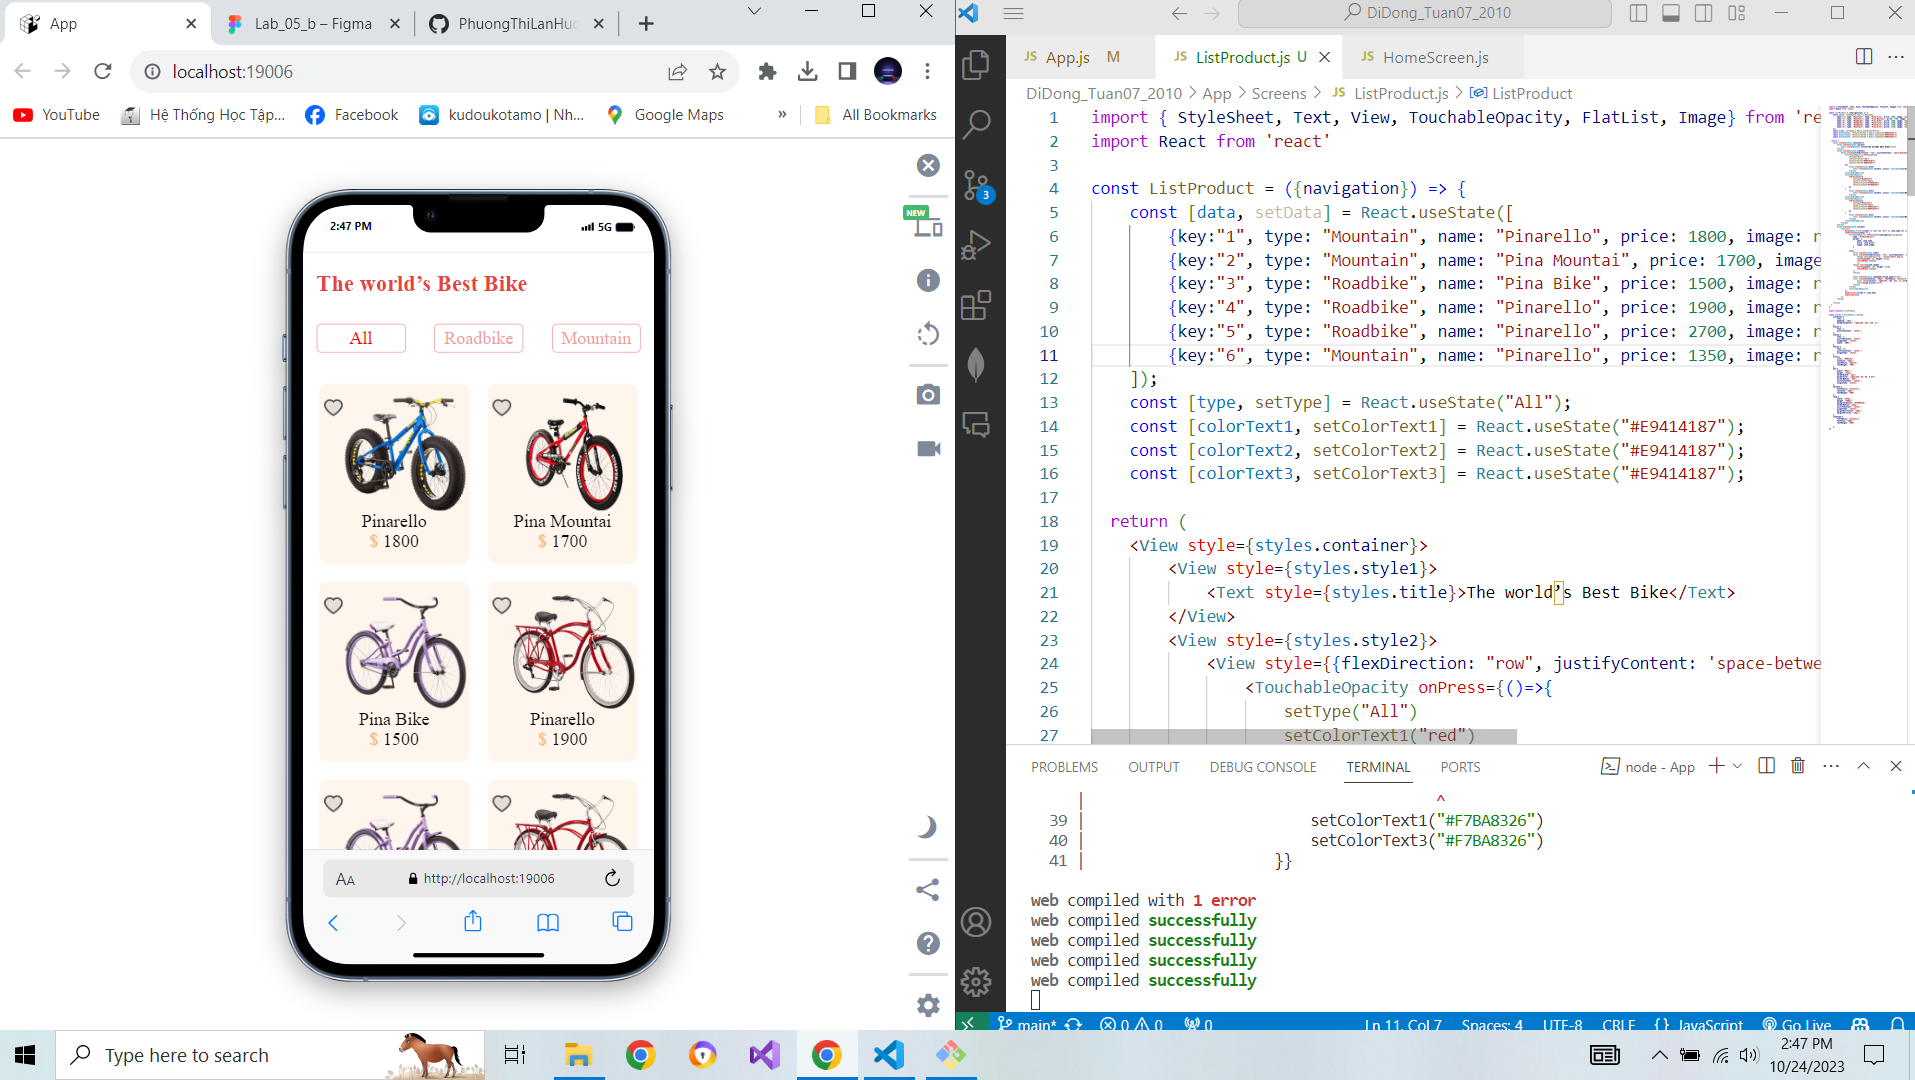 App
Lab_05_b – Figma
PhuongThiLanHuo
localhost:19006
YouTube
Hệ Thống Học Tập...
Facebook
kudoukotamo | Nh...
Google Maps
»
All Bookmarks
NEW
2:47 PM
5G
The world’s Best Bike
All
Roadbike
Mountain
Pinarello
$ 1800
Pina Mountai
$ 1700
Pina Bike
$ 1500
Pinarello
$ 1900
AA
http://localhost:19006
DiDong_Tuan07_2010
JS App.js M
JS ListProduct.js U
JS HomeScreen.js
DiDong_Tuan07_2010 > App > Screens > JS ListProduct.js > ListProduct
1 import { StyleSheet, Text, View, TouchableOpacity, FlatList, Image} from 're
2 import React from 'react'
3
4 const ListProduct = ({navigation}) => {
5 const [data, setData] = React.useState([
6 {key:"1", type: "Mountain", name: "Pinarello", price: 1800, image: r
7 {key:"2", type: "Mountain", name: "Pina Mountai", price: 1700, image
8 {key:"3", type: "Roadbike", name: "Pina Bike", price: 1500, image: r
9 {key:"4", type: "Roadbike", name: "Pinarello", price: 1900, image: r
10 {key:"5", type: "Roadbike", name: "Pinarello", price: 2700, image: r
11 {key:"6", type: "Mountain", name: "Pinarello", price: 1350, image: r
12 ]);
13 const [type, setType] = React.useState("All");
14 const [colorText1, setColorText1] = React.useState("#E9414187");
15 const [colorText2, setColorText2] = React.useState("#E9414187");
16 const [colorText3, setColorText3] = React.useState("#E9414187");
17
18 return (
19 <View style={styles.container}>
20 <View style={styles.style1}>
21 <Text style={styles.title}>The world’s Best Bike</Text>
22 </View>
23 <View style={styles.style2}>
24 <View style={{flexDirection: "row", justifyContent: 'space-betwe
25 <TouchableOpacity onPress={()=>{
26 setType("All")
27 setColorText1("red")
PROBLEMS OUTPUT DEBUG CONSOLE TERMINAL PORTS
node - App
| ^
39 | setColorText1("#F7BA8326")
40 | setColorText3("#F7BA8326")
41 | }}
web compiled with 1 error
web compiled successfully
web compiled successfully
web compiled successfully
web compiled successfully
3
main* 0 0 0 Ln 11, Col 7 Spaces: 4 UTF-8 CRLF {} JavaScript Go Live
Type here to search
2:47 PM
10/24/2023